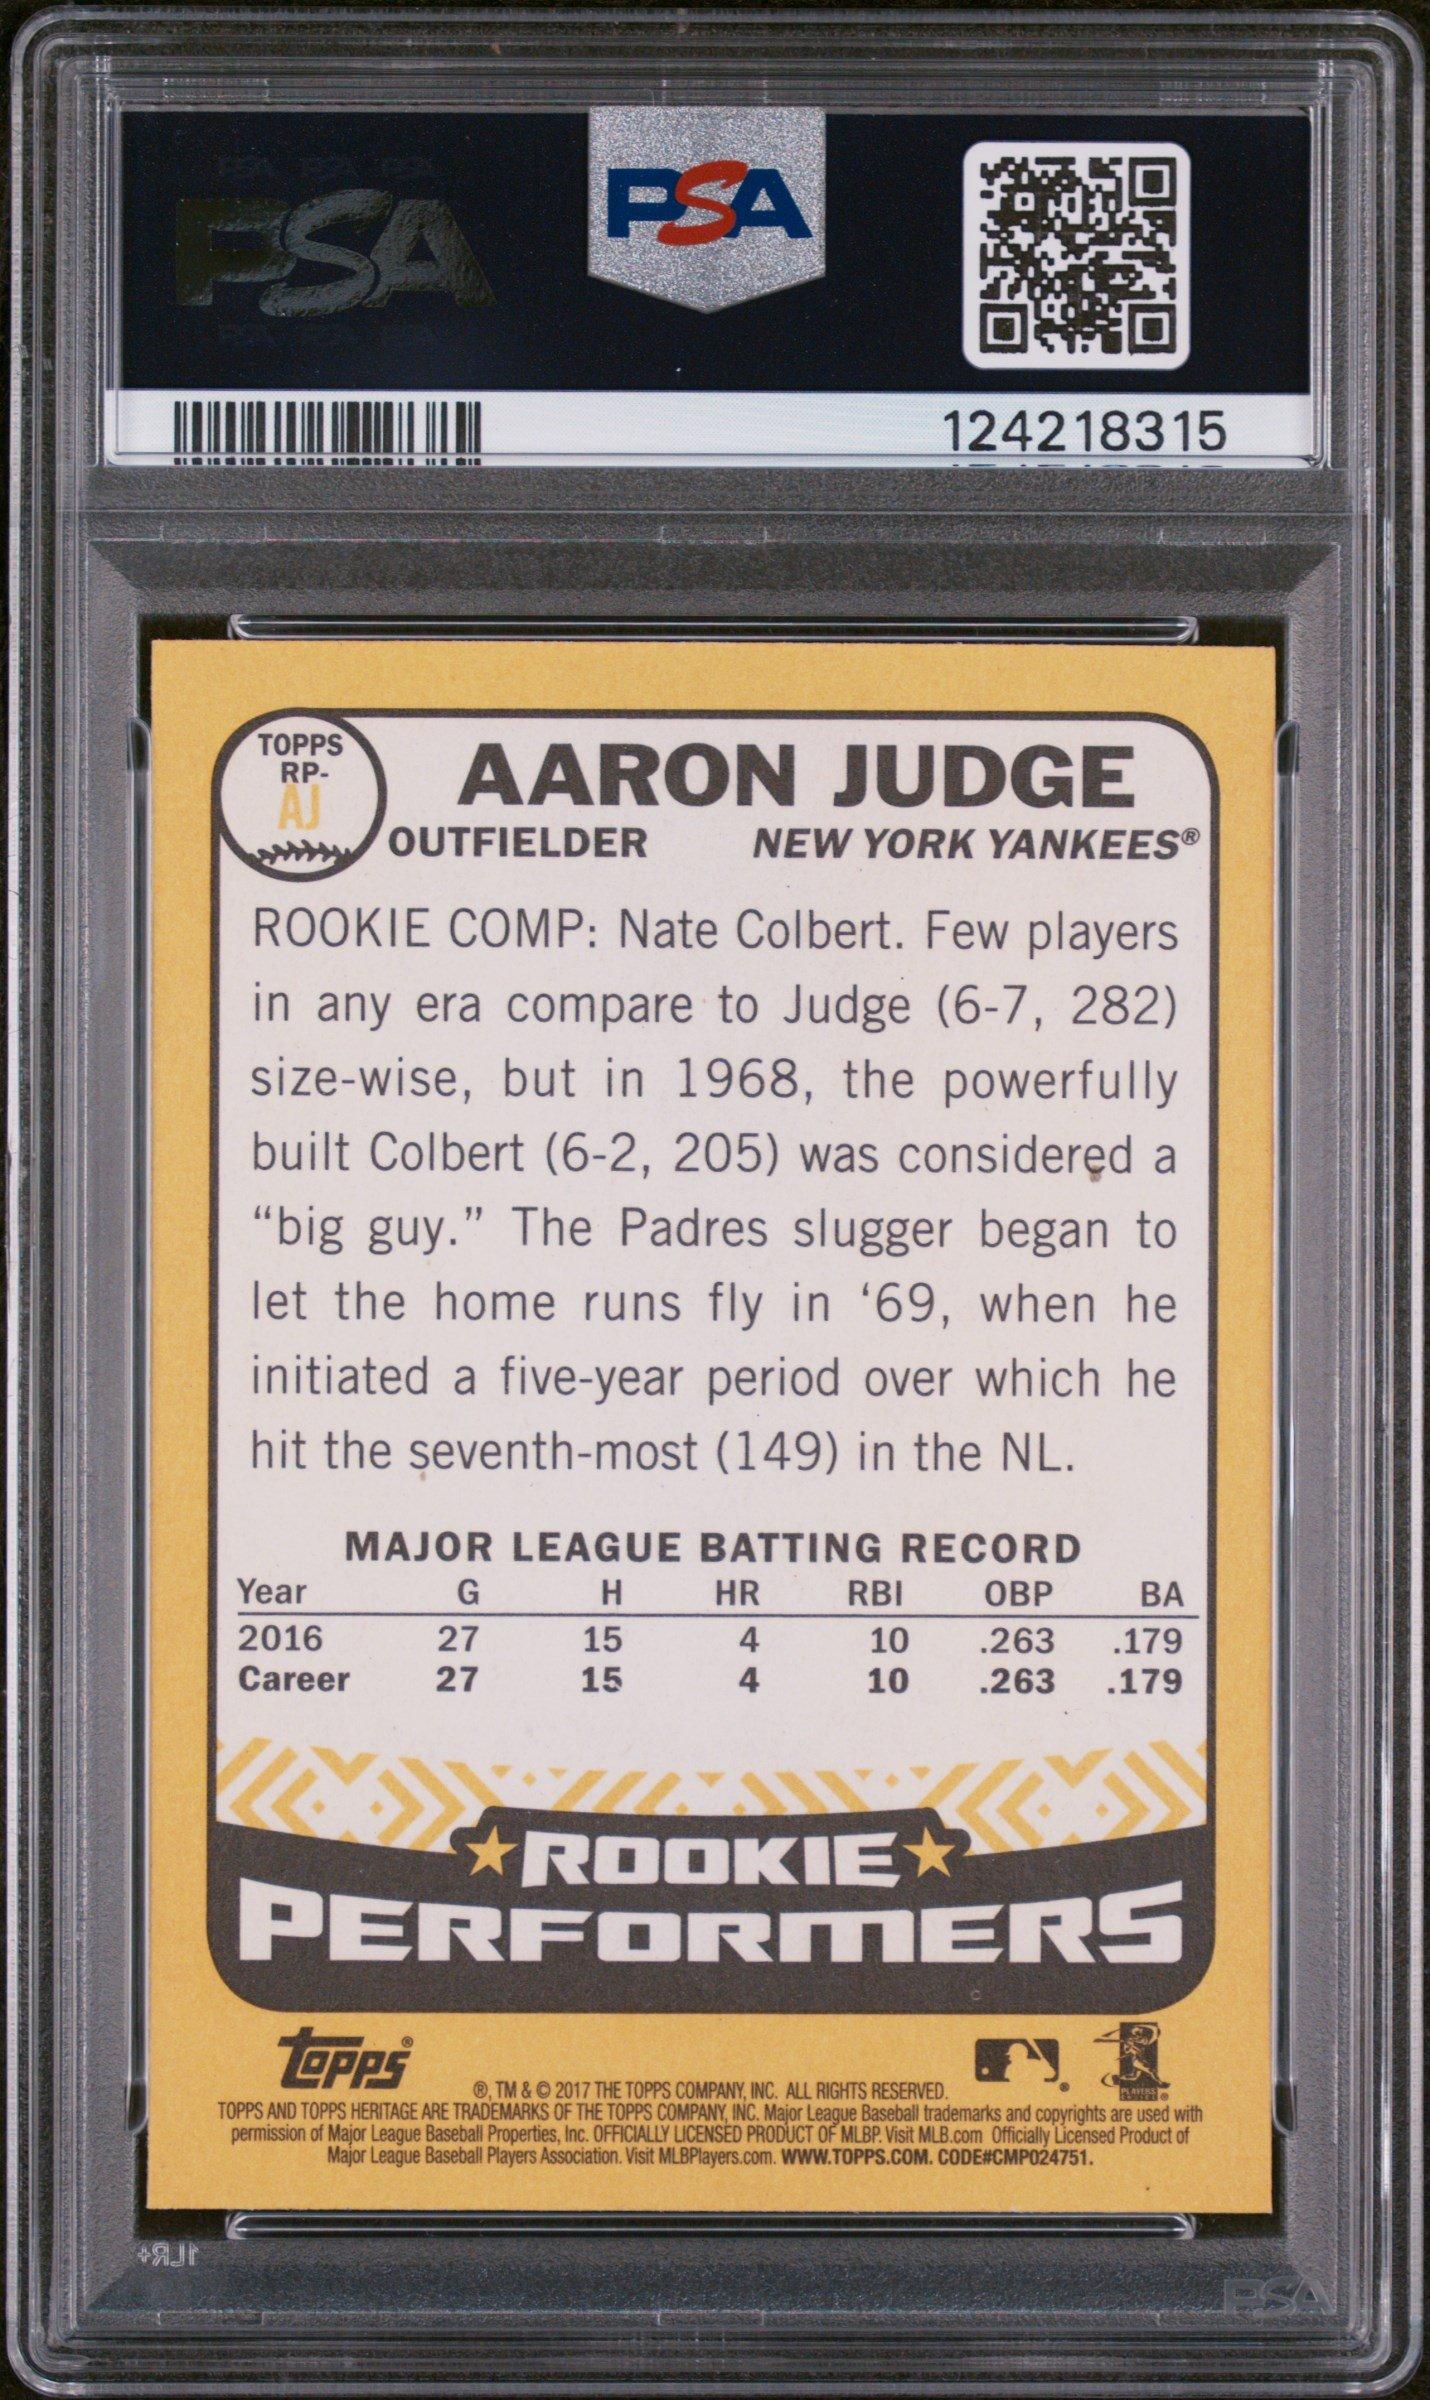 PSA
PSA
124218315
TOPPS
RP-
AJ
AARON JUDGE
OUTFIELDER NEW YORK YANKEES®
ROOKIE COMP: Nate Colbert. Few players
in any era compare to Judge (6-7, 282)
size-wise, but in 1968, the powerfully
built Colbert (6-2, 205) was considered a
“big guy.” The Padres slugger began to
let the home runs fly in ‘69, when he
initiated a five-year period over which he
hit the seventh-most (149) in the NL.
MAJOR LEAGUE BATTING RECORD
Year G H HR RBI OBP BA
2016 27 15 4 10 .263 .179
Career 27 15 4 10 .263 .179
ROOKIE
PERFORMERS
topps®
®, TM & © 2017 THE TOPPS COMPANY, INC. ALL RIGHTS RESERVED.
TOPPS AND TOPPS HERITAGE ARE TRADEMARKS OF THE TOPPS COMPANY, INC. Major League Baseball trademarks and copyrights are used with
permission of Major League Baseball Properties, Inc. OFFICIALLY LICENSED PRODUCT OF MLBP. Visit MLB.com Officially Licensed Product of
Major League Baseball Players Association. Visit MLBPlayers.com. WWW.TOPPS.COM. CODE#CMP024751.
1LR+
PSA